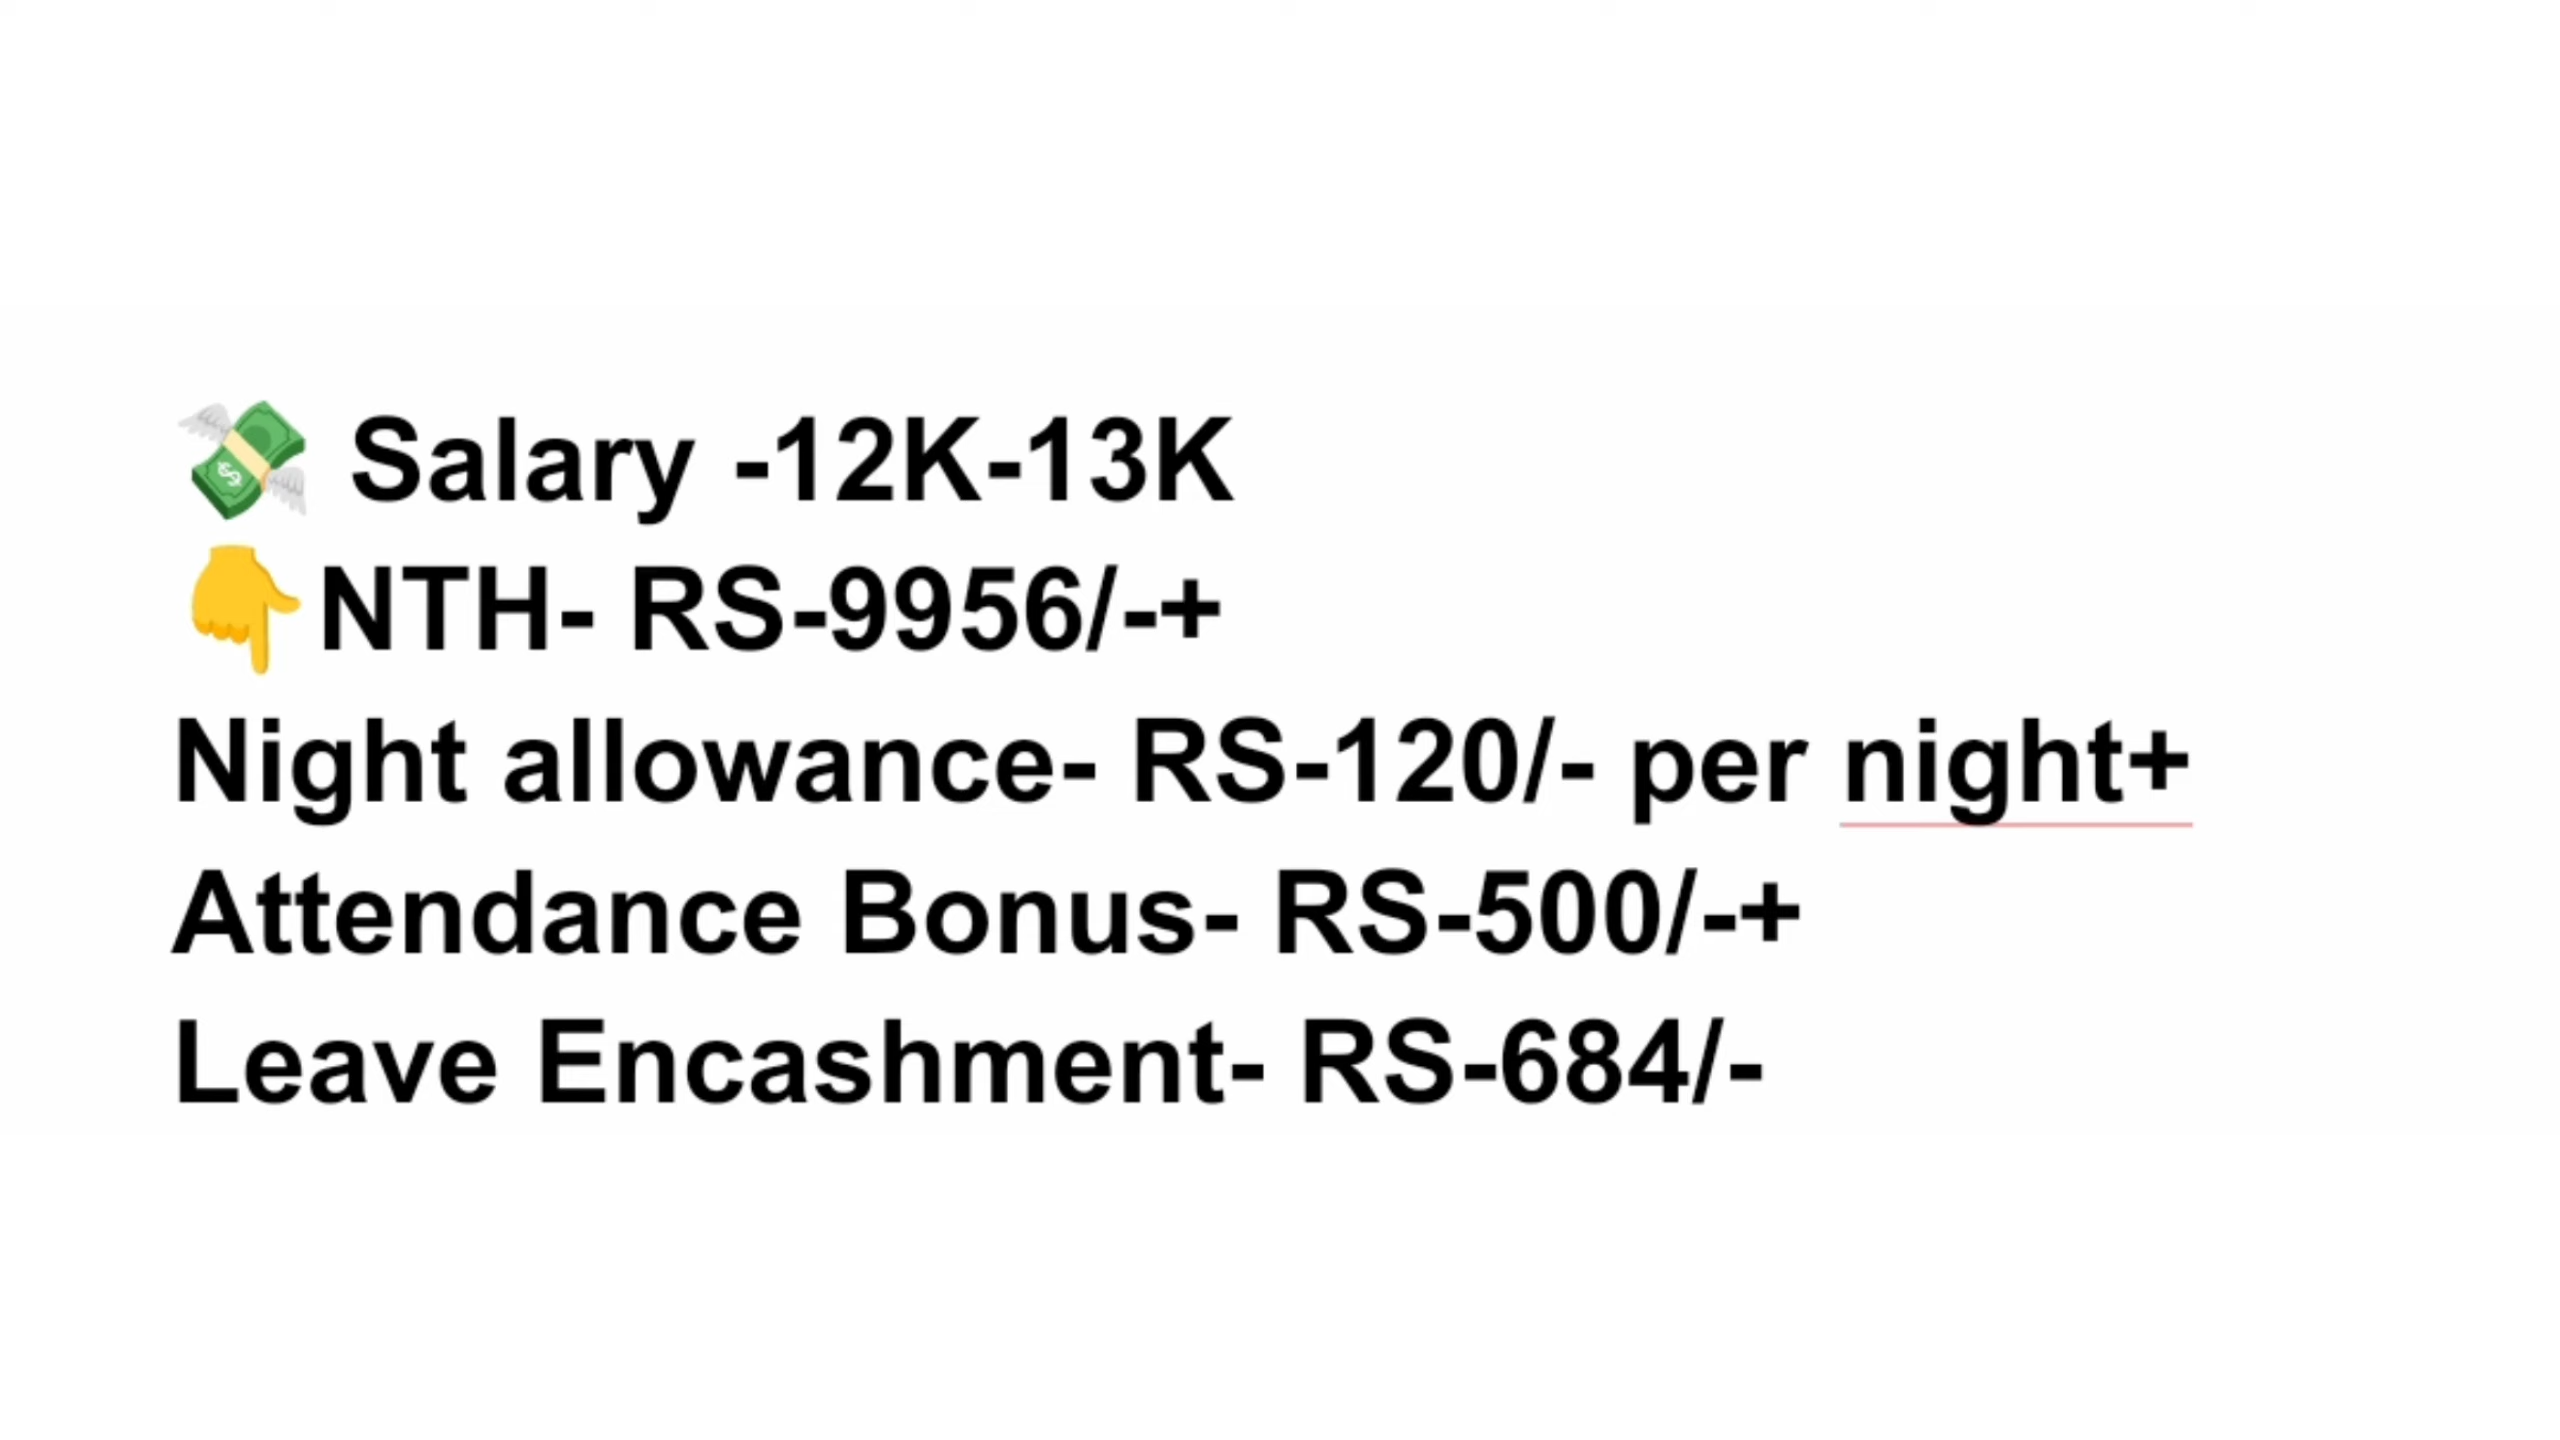 💸 Salary -12K-13K
👇NTH- RS-9956/-+
Night allowance- RS-120/- per night+
Attendance Bonus- RS-500/-+
Leave Encashment- RS-684/-